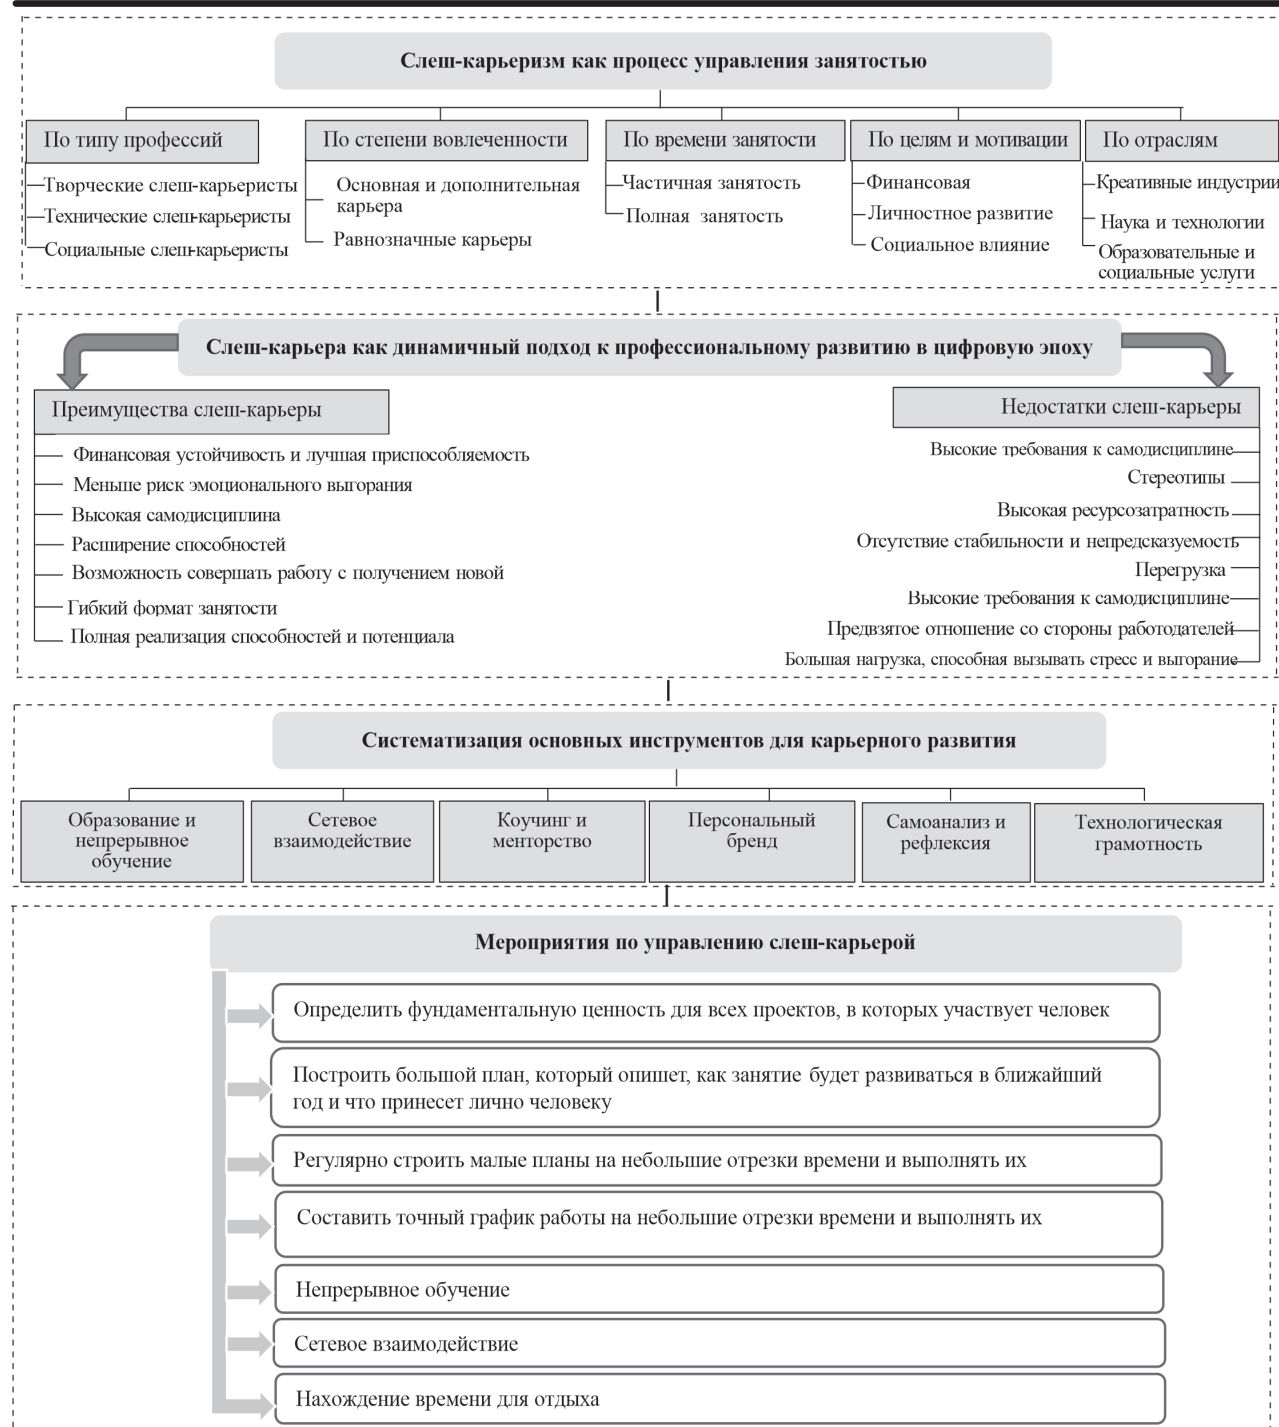 Слеш-карьеризм как процесс управления занятостью
По типу профессий
Творческие слеш-карьеристы
Технические слеш-карьеристы
Социальные слеш-карьеристы
По степени вовлеченности
Основная и дополнительная
карьера
Равнозначные карьеры
По времени занятости
Частичная занятость
Полная занятость
По целям и мотивации
Финансовая
Личностное развитие
Социальное влияние
По отраслям
Креативные индустрии
Наука и технологии
Образовательные и
социальные услуги
Слеш-карьера как динамичный подход к профессиональному развитию в цифровую эпоху
Преимущества слеш-карьеры
Финансовая устойчивость и лучшая приспособляемость
Меньше риск эмоционального выгорания
Высокая самодисциплина
Расширение способностей
Возможность совершать работу с получением новой
Гибкий формат занятости
Полная реализация способностей и потенциала
Недостатки слеш-карьеры
Высокие требования к самодисциплине
Стереотипы
Высокая ресурсозатратность
Отсутствие стабильности и непредсказуемость
Перегрузка
Высокие требования к самодисциплине
Предвзятое отношение со стороны работодателей
Большая нагрузка, способная вызывать стресс и выгорание
Систематизация основных инструментов для карьерного развития
Образование и
непрерывное
обучение
Сетевое
взаимодействие
Коучинг и
менторство
Персональный
бренд
Самоанализ и
рефлексия
Технологическая
грамотность
Мероприятия по управлению слеш-карьерой
Определить фундаментальную ценность для всех проектов, в которых участвует человек
Построить большой план, который опишет, как занятие будет развиваться в ближайший
год и что принесет лично человеку
Регулярно строить малые планы на небольшие отрезки времени и выполнять их
Составить точный график работы на небольшие отрезки времени и выполнять их
Непрерывное обучение
Сетевое взаимодействие
Нахождение времени для отдыха